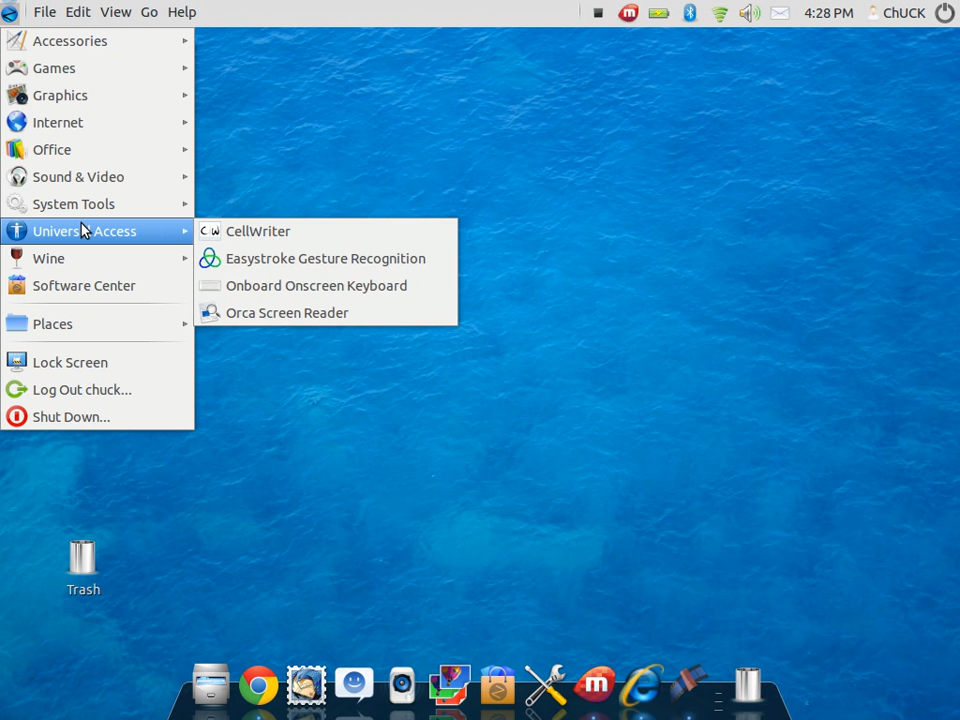 File Edit View Go Help
4:28 PM ChUCK
Accessories
Games
Graphics
Internet
Office
Sound & Video
System Tools
Universal Access
Wine
Software Center
Places
Lock Screen
Log Out chuck...
Shut Down...
CellWriter
Easystroke Gesture Recognition
Onboard Onscreen Keyboard
Orca Screen Reader
Trash